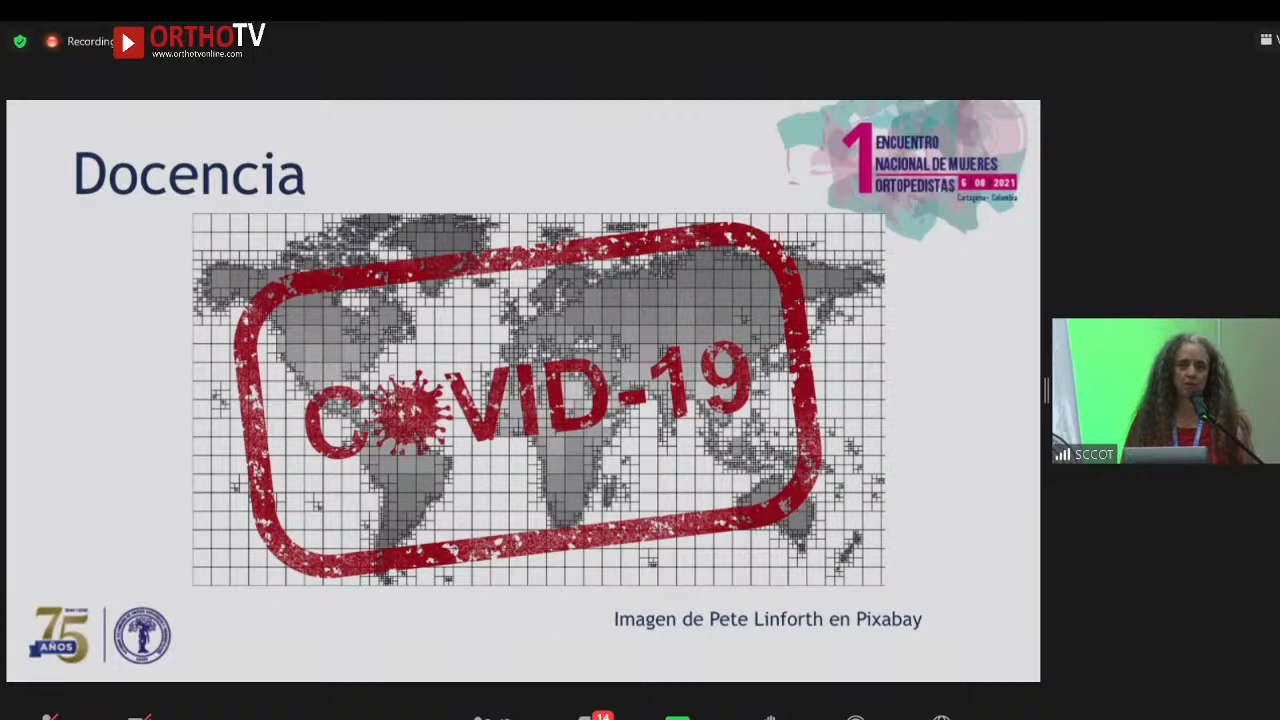 Recording
ORTHOTV
www.orthotvonline.com
Docencia
1
ENCUENTRO
NACIONAL DE MUJERES
ORTOPEDISTAS 6 08 2021
Cartagena - Colombia
COVID-19
SCCOT
75
AÑOS
Imagen de Pete Linforth en Pixabay
14